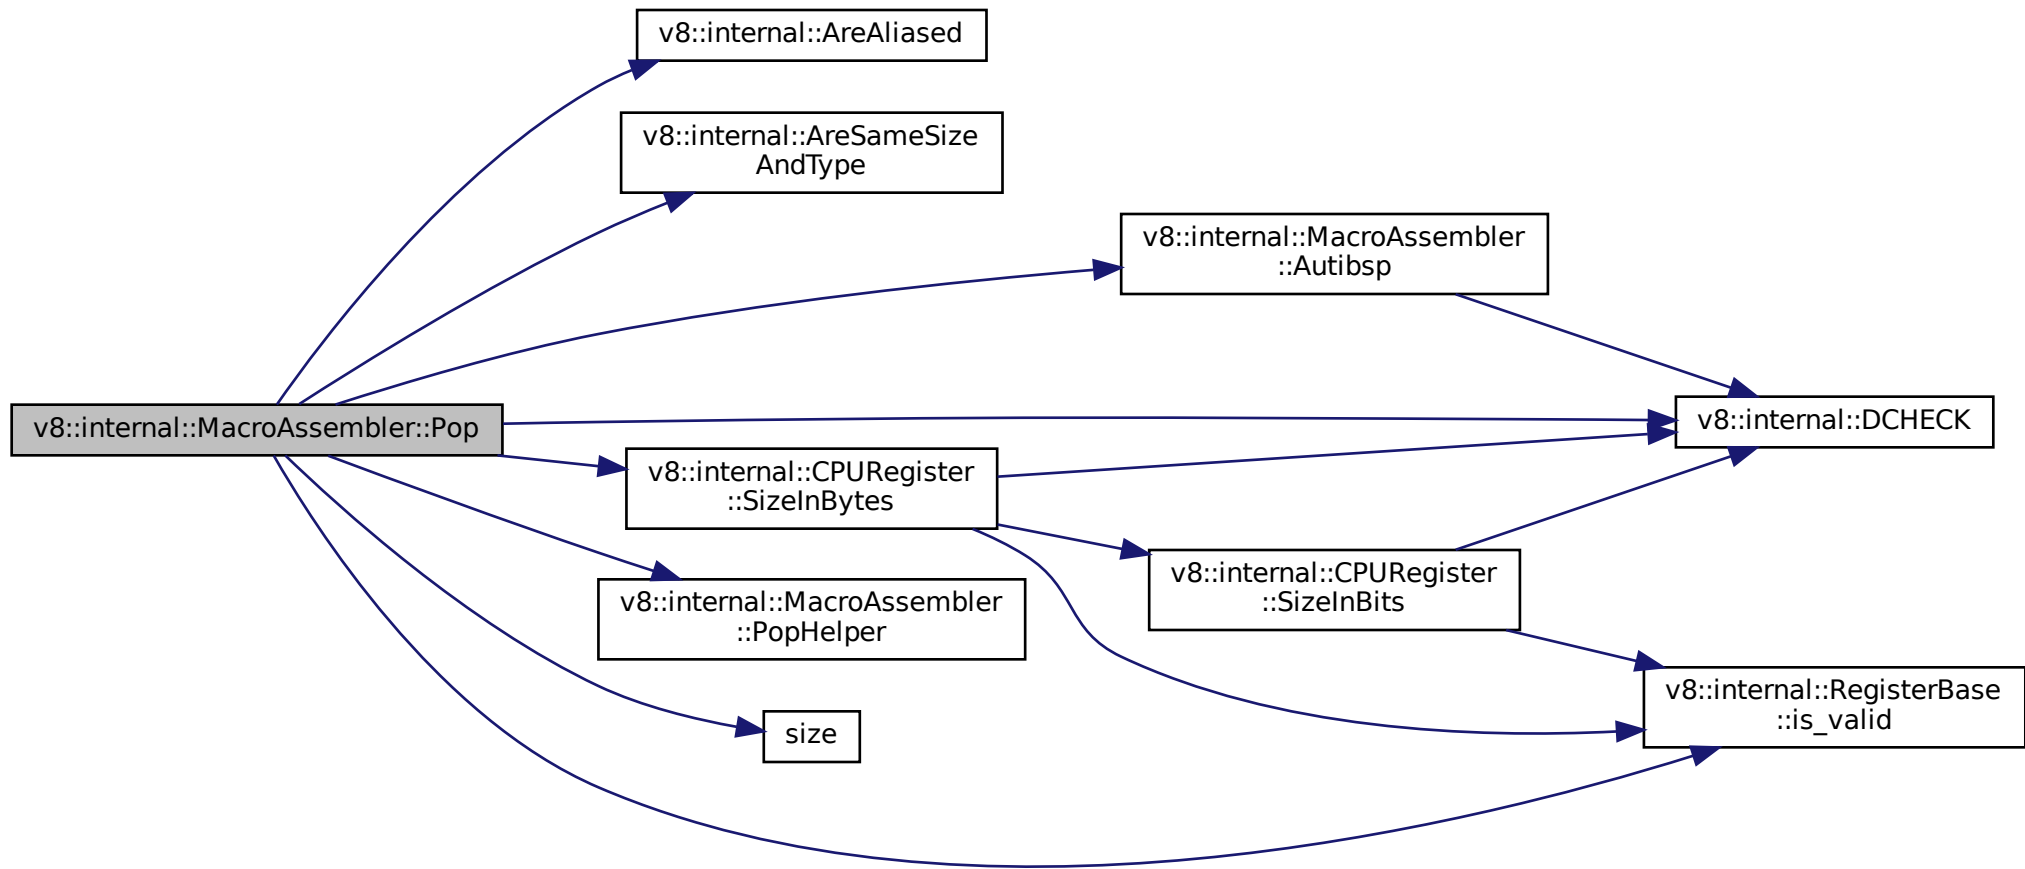 v8::internal::AreAliased
v8::internal::AreSameSize
AndType
v8::internal::MacroAssembler
::Autibsp
v8::internal::MacroAssembler::Pop
v8::internal::DCHECK
v8::internal::CPURegister
::SizeInBytes
v8::internal::CPURegister
::SizeInBits
v8::internal::MacroAssembler
::PopHelper
v8::internal::RegisterBase
::is_valid
size